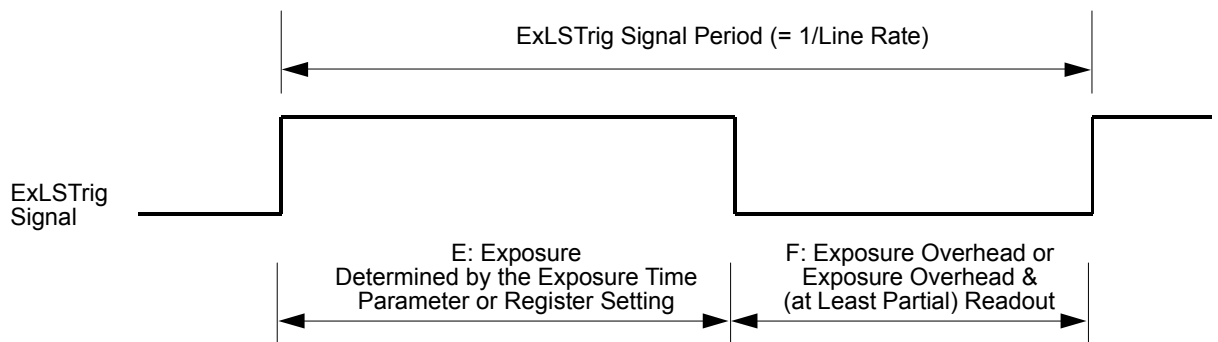 ExLSTrig Signal Period (= 1/Line Rate)
ExLSTrig
Signal
E: Exposure
Determined by the Exposure Time
Parameter or Register Setting
F: Exposure Overhead or
Exposure Overhead &
(at Least Partial) Readout